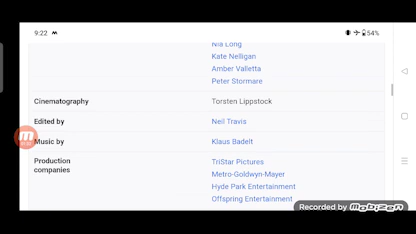 9:22 54%
Nia Long
Kate Nelligan
Amber Valletta
Peter Stormare
Cinematography Torsten Lippstock
Edited by Neil Travis
Music by Klaus Badelt
Production companies TriStar Pictures
Metro-Goldwyn-Mayer
Hyde Park Entertainment
Offspring Entertainment
Recorded by Mobizen